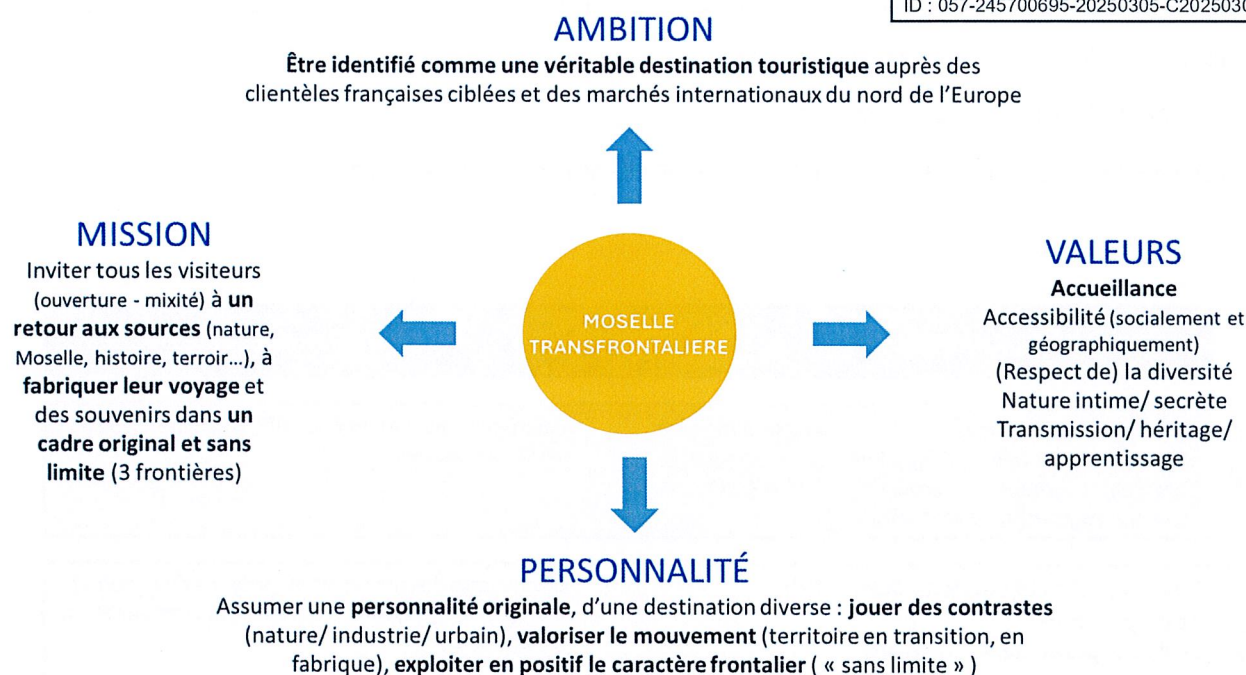 ID : 057-245700695-20250305-C2025030
AMBITION
Être identifié comme une véritable destination touristique auprès des
clientèles françaises ciblées et des marchés internationaux du nord de l’Europe
MISSION
Inviter tous les visiteurs
(ouverture - mixité) à un
retour aux sources (nature,
Moselle, histoire, terroir…), à
fabriquer leur voyage et
des souvenirs dans un
cadre original et sans
limite (3 frontières)
MOSELLE
TRANSFRONTALIERE
VALEURS
Accueillance
Accessibilité (socialement et
géographiquement)
(Respect de) la diversité
Nature intime/ secrète
Transmission/ héritage/
apprentissage
PERSONNALITÉ
Assumer une personnalité originale, d’une destination diverse : jouer des contrastes
(nature/ industrie/ urbain), valoriser le mouvement (territoire en transition, en
fabrique), exploiter en positif le caractère frontalier ( « sans limite » )